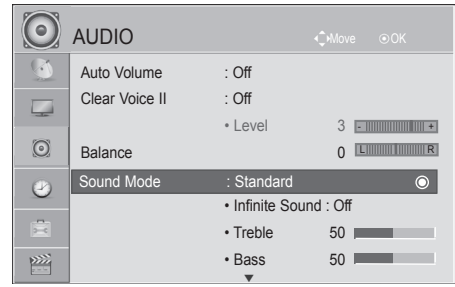 AUDIO Move OK
Auto Volume : Off
Clear Voice II : Off
• Level 3 - +
Balance 0 L R
Sound Mode : Standard
• Infinite Sound : Off
• Treble 50
• Bass 50